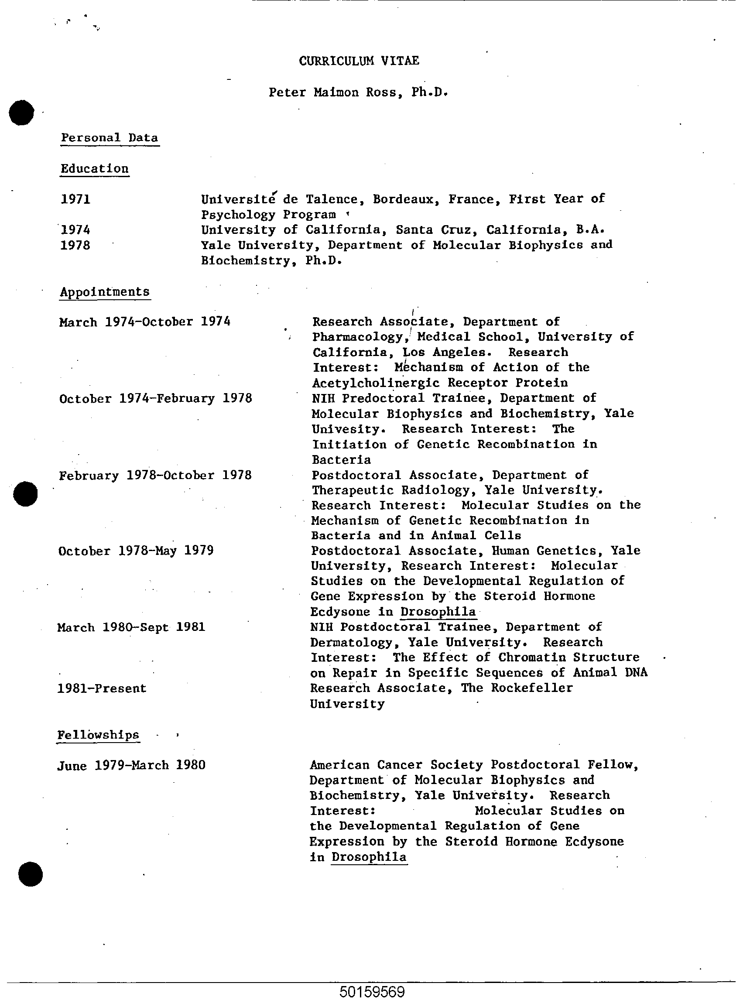 CURRICULUM VITAE
Peter Maimon Ross, Ph.D.
Personal Data
Education
1971 Université de Talence, Bordeaux, France, First Year of
Psychology Program
1974 University of California, Santa Cruz, California, B.A.
1978 Yale University, Department of Molecular Biophysics and
Biochemistry, Ph.D.
Appointments
March 1974-October 1974 Research Associate, Department of
Pharmacology, Medical School, University of
California, Los Angeles. Research
Interest: Mechanism of Action of the
Acetylcholinergic Receptor Protein
October 1974-February 1978 NIH Predoctoral Trainee, Department of
Molecular Biophysics and Biochemistry, Yale
Univesity. Research Interest: The
Initiation of Genetic Recombination in
Bacteria
February 1978-October 1978 Postdoctoral Associate, Department of
Therapeutic Radiology, Yale University.
Research Interest: Molecular Studies on the
Mechanism of Genetic Recombination in
Bacteria and in Animal Cells
October 1978-May 1979 Postdoctoral Associate, Human Genetics, Yale
University, Research Interest: Molecular
Studies on the Developmental Regulation of
Gene Expression by the Steroid Hormone
Ecdysone in Drosophila
March 1980-Sept 1981 NIH Postdoctoral Trainee, Department of
Dermatology, Yale University. Research
Interest: The Effect of Chromatin Structure
on Repair in Specific Sequences of Animal DNA
1981-Present Research Associate, The Rockefeller
University
Fellowships
June 1979-March 1980 American Cancer Society Postdoctoral Fellow,
Department of Molecular Biophysics and
Biochemistry, Yale University. Research
Interest: Molecular Studies on
the Developmental Regulation of Gene
Expression by the Steroid Hormone Ecdysone
in Drosophila
50159569